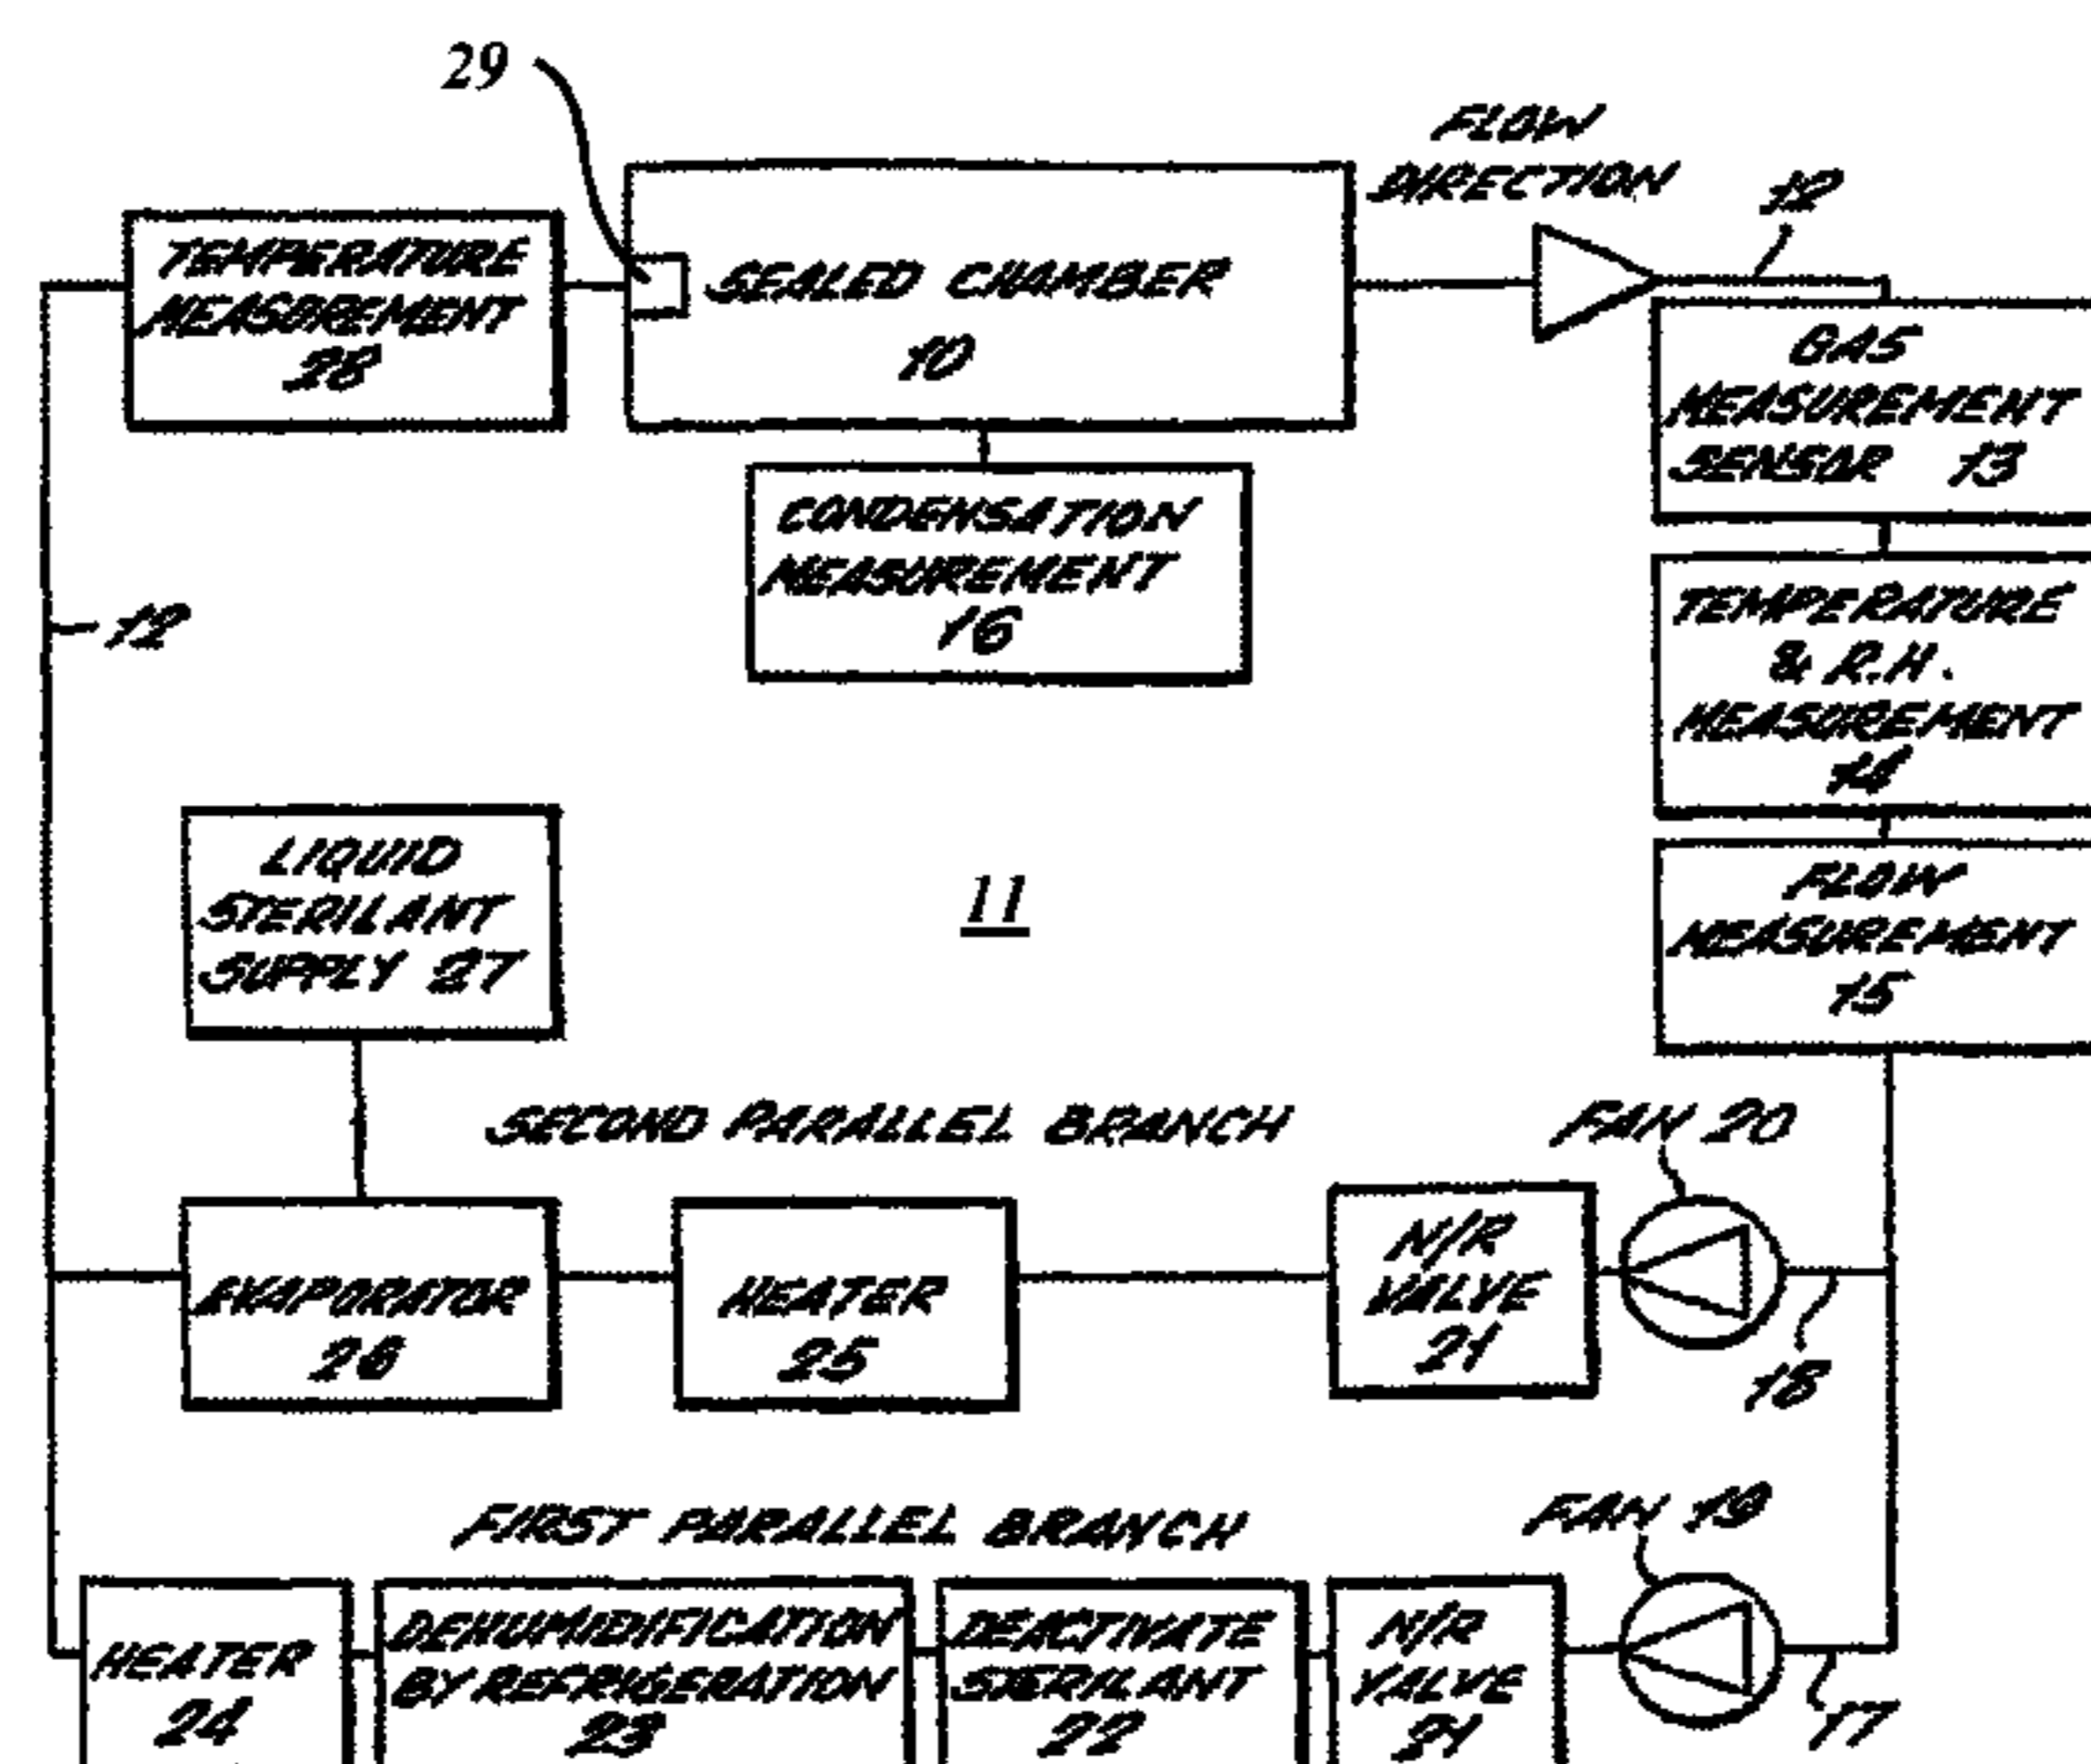 29
FLOW
DIRECTION
12
TEMPERATURE
MEASUREMENT
28
SEALED CHAMBER
10
GAS
MEASUREMENT
SENSOR 13
CONDENSATION
MEASUREMENT
16
TEMPERATURE
& R.H.
MEASUREMENT
14
12
LIQUID
STERILANT
SUPPLY 27
11
FLOW
MEASUREMENT
15
SECOND PARALLEL BRANCH
FAN 20
EVAPORATOR
26
HEATER
25
N/R
VALVE
21
18
FIRST PARALLEL BRANCH
FAN 19
HEATER
24
DEHUMIDIFICATION
BY REFRIGERATION
23
DEACTIVATE
STERILANT
22
N/R
VALVE
21
17